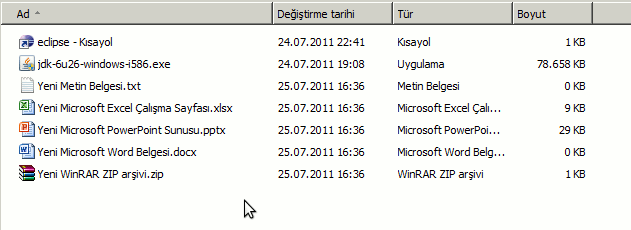 Ad Değiştirme tarihi Tür Boyut
eclipse - Kısayol 24.07.2011 22:41 Kısayol 1 KB
jdk-6u26-windows-i586.exe 24.07.2011 19:08 Uygulama 78.658 KB
Yeni Metin Belgesi.txt 25.07.2011 16:36 Metin Belgesi 0 KB
Yeni Microsoft Excel Çalışma Sayfası.xlsx 25.07.2011 16:36 Microsoft Excel Çalı... 9 KB
Yeni Microsoft PowerPoint Sunusu.pptx 25.07.2011 16:36 Microsoft PowerPoi... 29 KB
Yeni Microsoft Word Belgesi.docx 25.07.2011 16:36 Microsoft Word Belg... 0 KB
Yeni WinRAR ZIP arşivi.zip 25.07.2011 16:36 WinRAR ZIP arşivi 1 KB